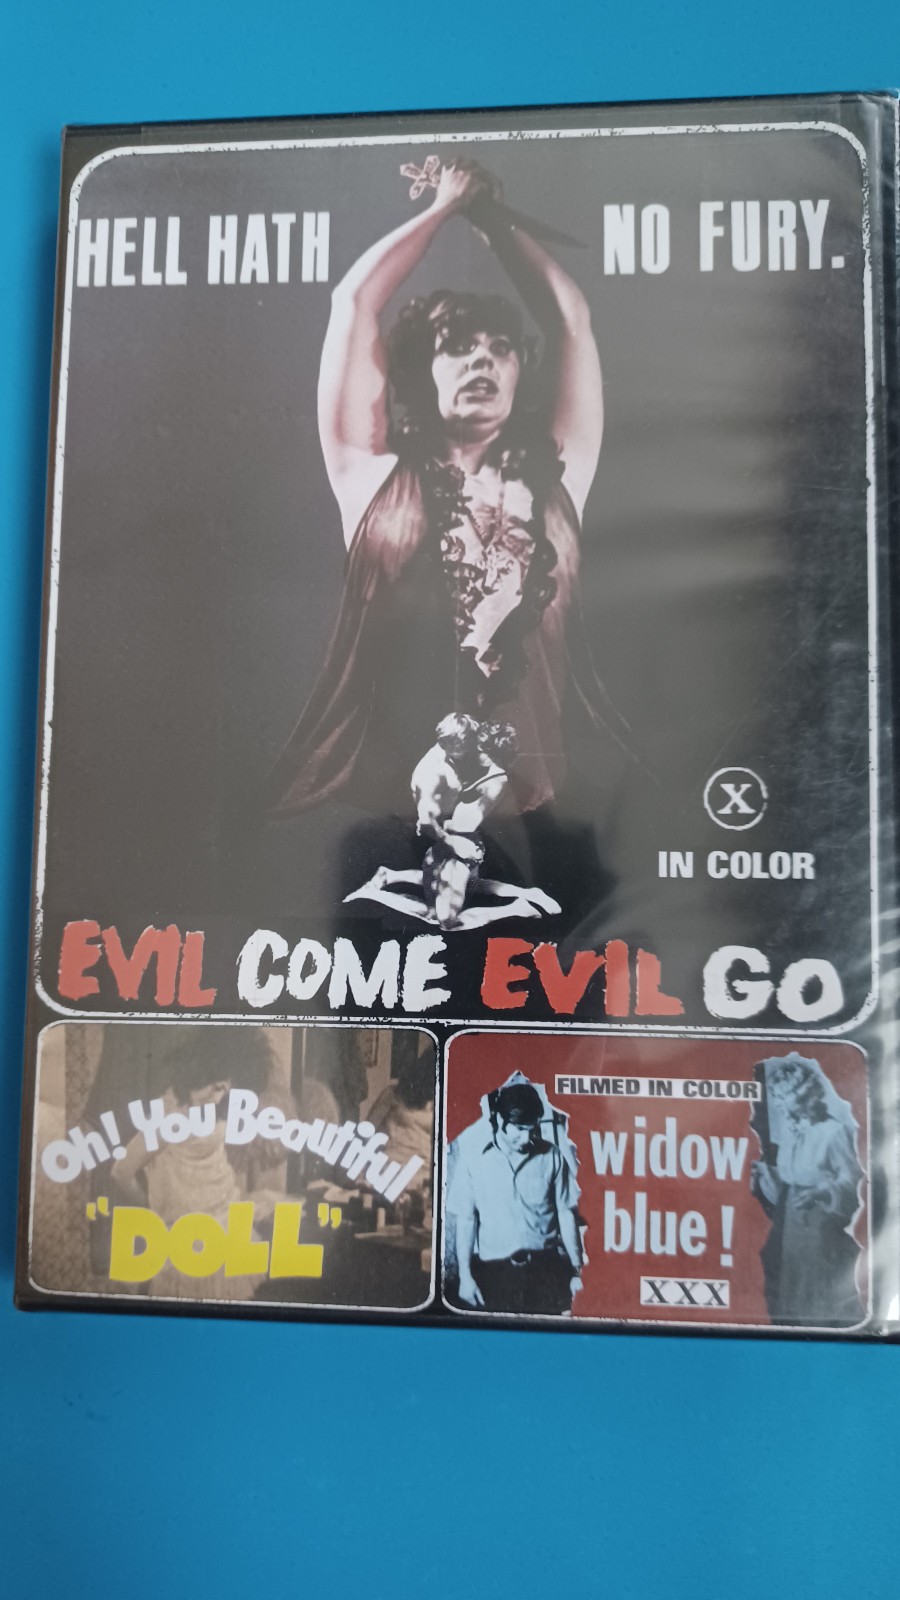 HELL HATH NO FURY.
X
IN COLOR
EVIL COME EVIL GO
Oh! You Beautiful
"DOLL"
FILMED IN COLOR
widow
blue!
XXX